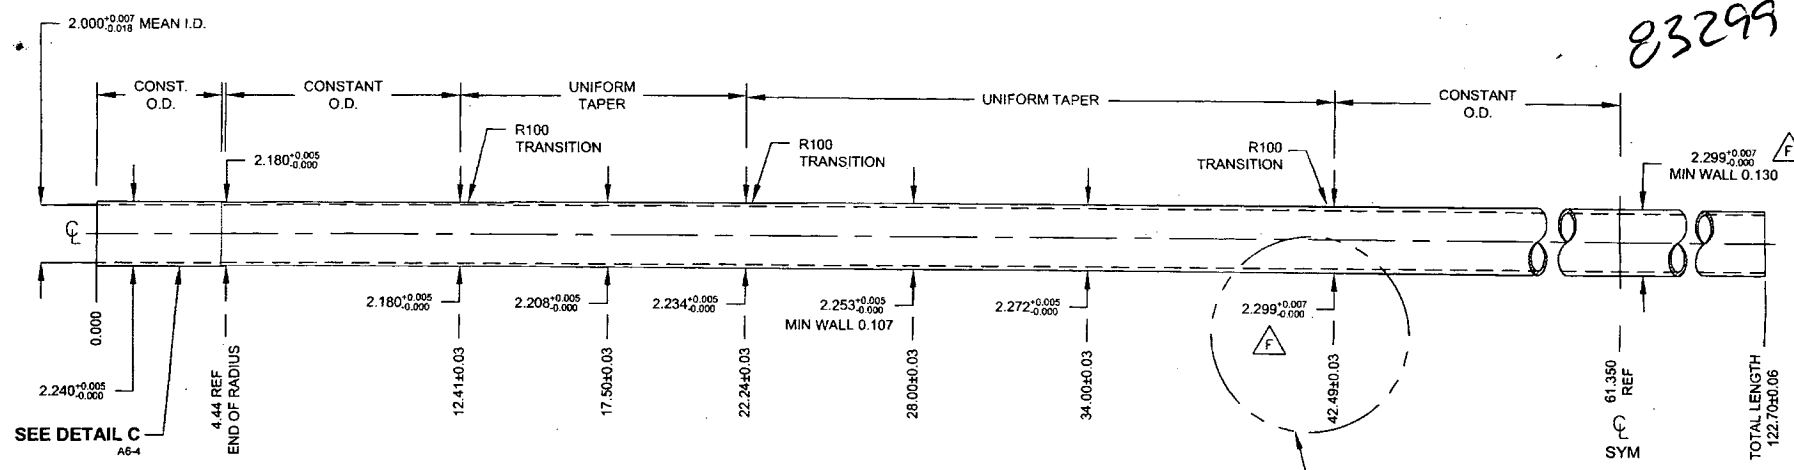 2.000+0.007 -0.018 MEAN I.D.
83299
CONST.
O.D.
CONSTANT
O.D.
UNIFORM
TAPER
UNIFORM TAPER
CONSTANT
O.D.
2.180+0.005 -0.000
R100
TRANSITION
R100
TRANSITION
R100
TRANSITION
2.299+0.007 -0.000
MIN WALL 0.130
F
CL
2.180+0.005 -0.000
2.208+0.005 -0.000
2.234+0.005 -0.000
2.253+0.005 -0.000
MIN WALL 0.107
2.272+0.005 -0.000
2.299+0.007 -0.000
F
2.240+0.005 -0.000
SEE DETAIL C
A6-4
0.000
4.44 REF
END OF RADIUS
12.41±0.03
17.50±0.03
22.24±0.03
28.00±0.03
34.00±0.03
42.49±0.03
61.350
REF
CL
SYM
TOTAL LENGTH
122.70±0.06